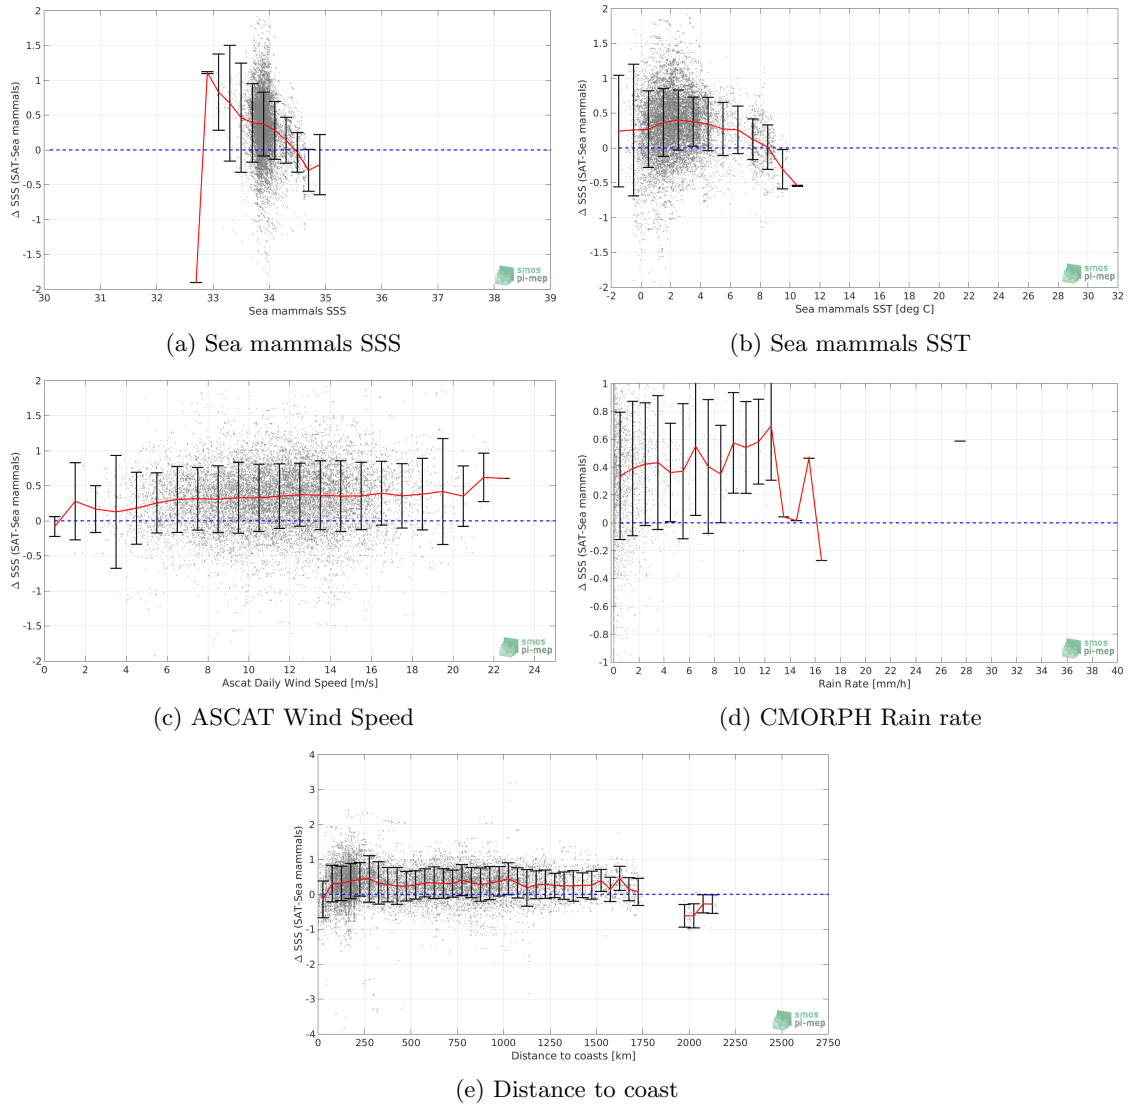 Δ SSS (SAT-Sea mammals)
2
1.5
1
0.5
0
-0.5
-1
-1.5
-2
30 31 32 33 34 35 36 37 38 39
Sea mammals SSS
smos
pi-mep
(a) Sea mammals SSS
Δ SSS (SAT-Sea mammals)
2
1.5
1
0.5
0
-0.5
-1
-1.5
-2
-2 0 2 4 6 8 10 12 14 16 18 20 22 24 26 28 30 32
Sea mammals SST [deg C]
smos
pi-mep
(b) Sea mammals SST
Δ SSS (SAT-Sea mammals)
2
1.5
1
0.5
0
-0.5
-1
-1.5
-2
0 2 4 6 8 10 12 14 16 18 20 22 24
Ascat Daily Wind Speed [m/s]
smos
pi-mep
(c) ASCAT Wind Speed
Δ SSS (SAT-Sea mammals)
1
0.8
0.6
0.4
0.2
0
-0.2
-0.4
-0.6
-0.8
-1
0 2 4 6 8 10 12 14 16 18 20 22 24 26 28 30 32 34 36 38 40
Rain Rate [mm/h]
smos
pi-mep
(d) CMORPH Rain rate
Δ SSS (SAT-Sea mammals)
4
3
2
1
0
-1
-2
-3
-4
0 250 500 750 1000 1250 1500 1750 2000 2250 2500 2750
Distance to coasts [km]
smos
pi-mep
(e) Distance to coast